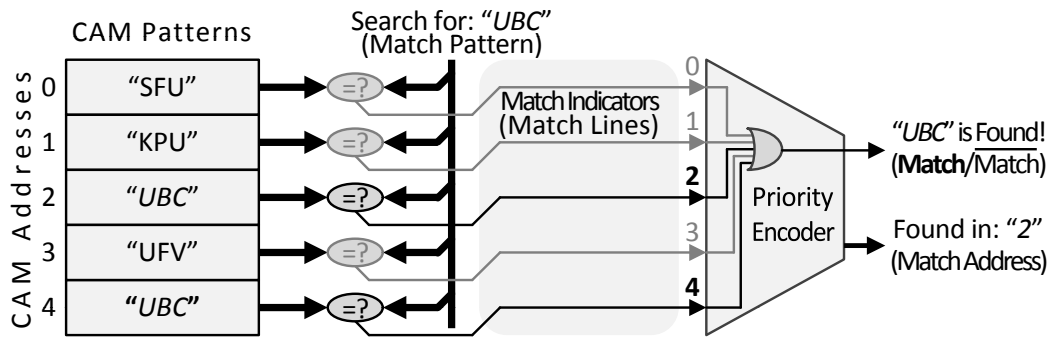 CAM Patterns
CAM Addresses
0
“SFU”
1
“KPU”
2
“UBC”
3
“UFV”
4
“UBC”
Search for: “UBC”
(Match Pattern)
=?
=?
=?
=?
=?
Match Indicators
(Match Lines)
0
1
2
3
4
Priority
Encoder
“UBC” is Found!
(Match/Match)
Found in: “2”
(Match Address)